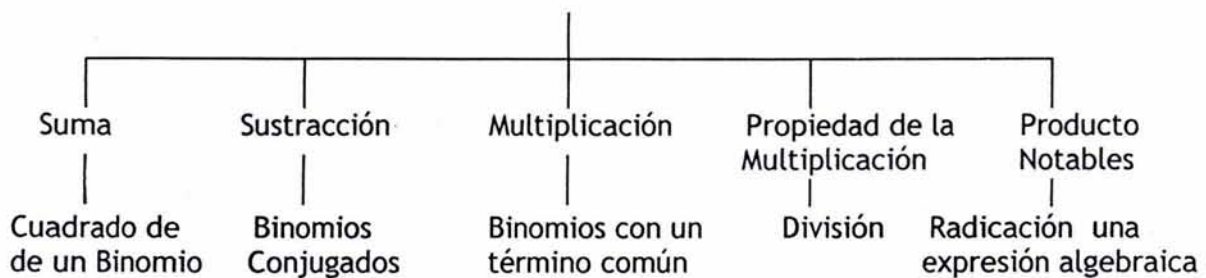 Suma
Sustracción
Multiplicación
Propiedad de la
Multiplicación
Producto
Notables
Cuadrado de
de un Binomio
Binomios
Conjugados
Binomios con un
término común
División
Radicación una
expresión algebraica